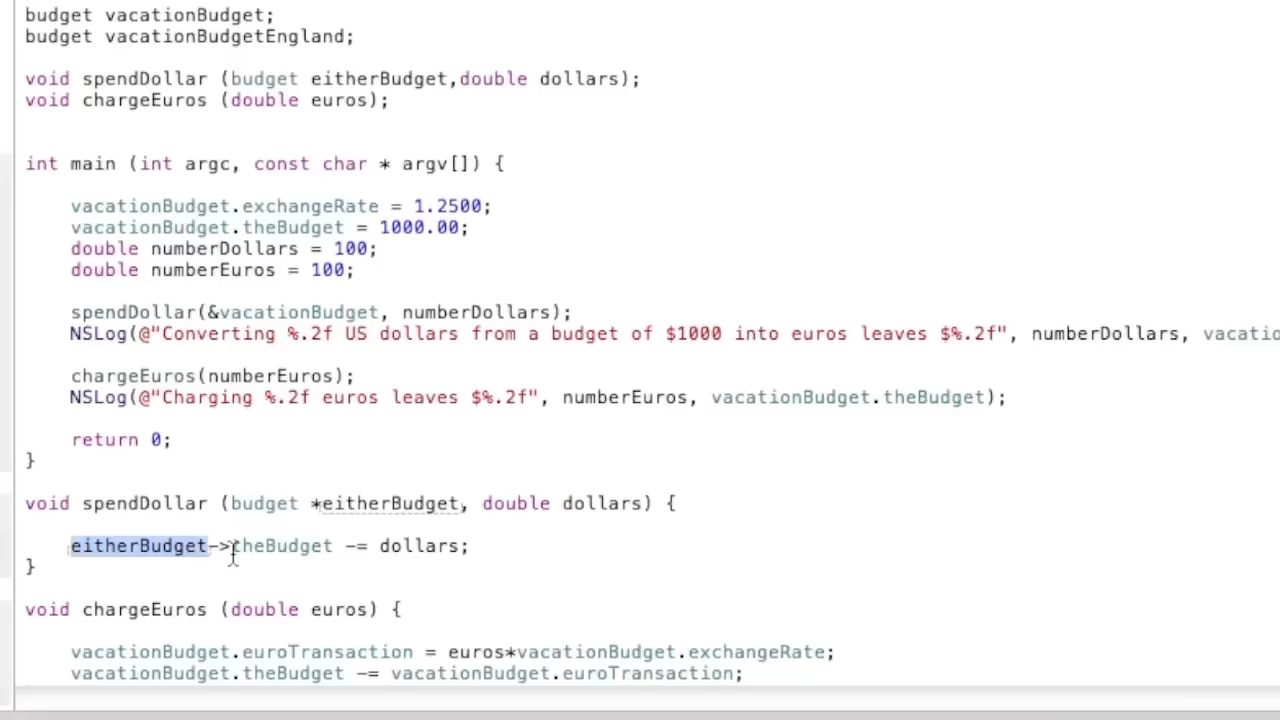 budget vacationBudget;
budget vacationBudgetEngland;
void spendDollar (budget eitherBudget,double dollars);
void chargeEuros (double euros);
int main (int argc, const char * argv[]) {
vacationBudget.exchangeRate = 1.2500;
vacationBudget.theBudget = 1000.00;
double numberDollars = 100;
double numberEuros = 100;
spendDollar(&vacationBudget, numberDollars);
NSLog(@"Converting %.2f US dollars from a budget of $1000 into euros leaves $%.2f", numberDollars, vacatio
chargeEuros(numberEuros);
NSLog(@"Charging %.2f euros leaves $%.2f", numberEuros, vacationBudget.theBudget);
return 0;
}
void spendDollar (budget *eitherBudget, double dollars) {
eitherBudget->theBudget -= dollars;
}
void chargeEuros (double euros) {
vacationBudget.euroTransaction = euros*vacationBudget.exchangeRate;
vacationBudget.theBudget -= vacationBudget.euroTransaction;